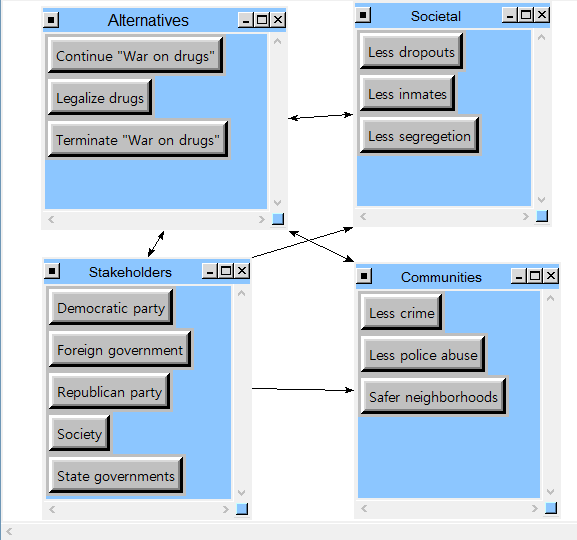 Alternatives
Continue "War on drugs"
Legalize drugs
Terminate "War on drugs"
Societal
Less dropouts
Less inmates
Less segregetion
Stakeholders
Democratic party
Foreign government
Republican party
Society
State governments
Communities
Less crime
Less police abuse
Safer neighborhoods